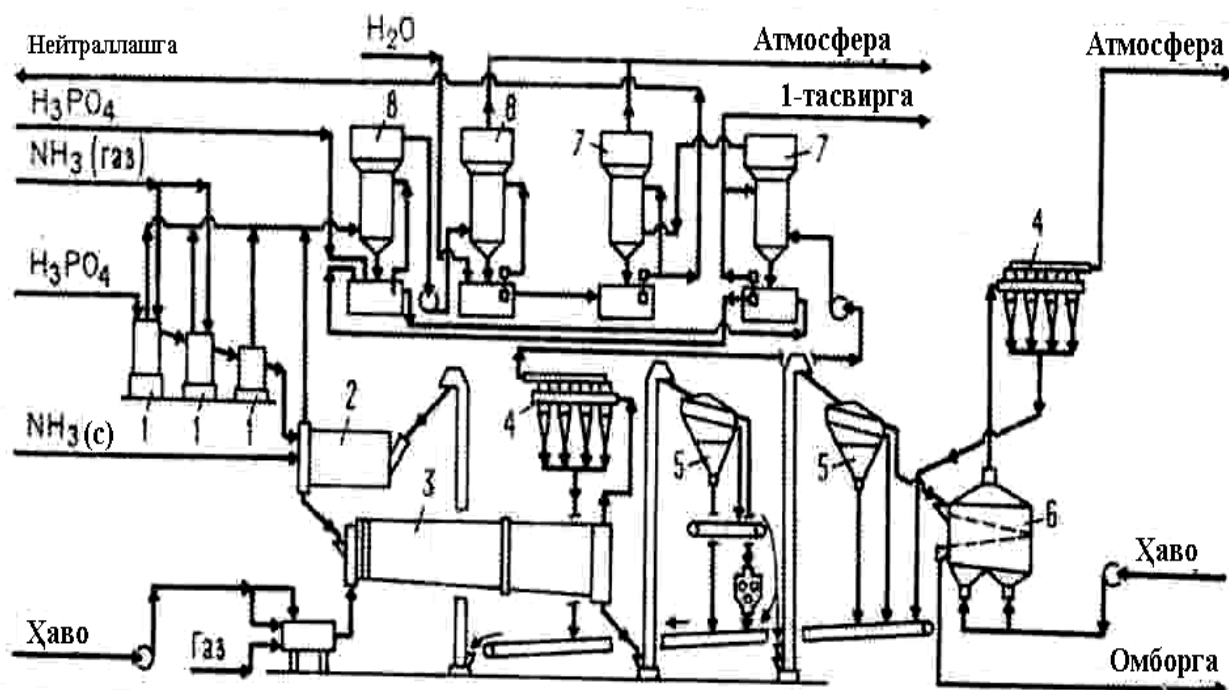 Нейтраллашга
H₂O
Атмосфера
Атмосфера
1-тасвирга
H₃PO₄
8
8
7
7
NH₃ (газ)
4
H₃PO₄
1
1
1
2
4
5
5
NH₃ (с)
3
6
Ҳаво
Ҳаво
Газ
Омборга